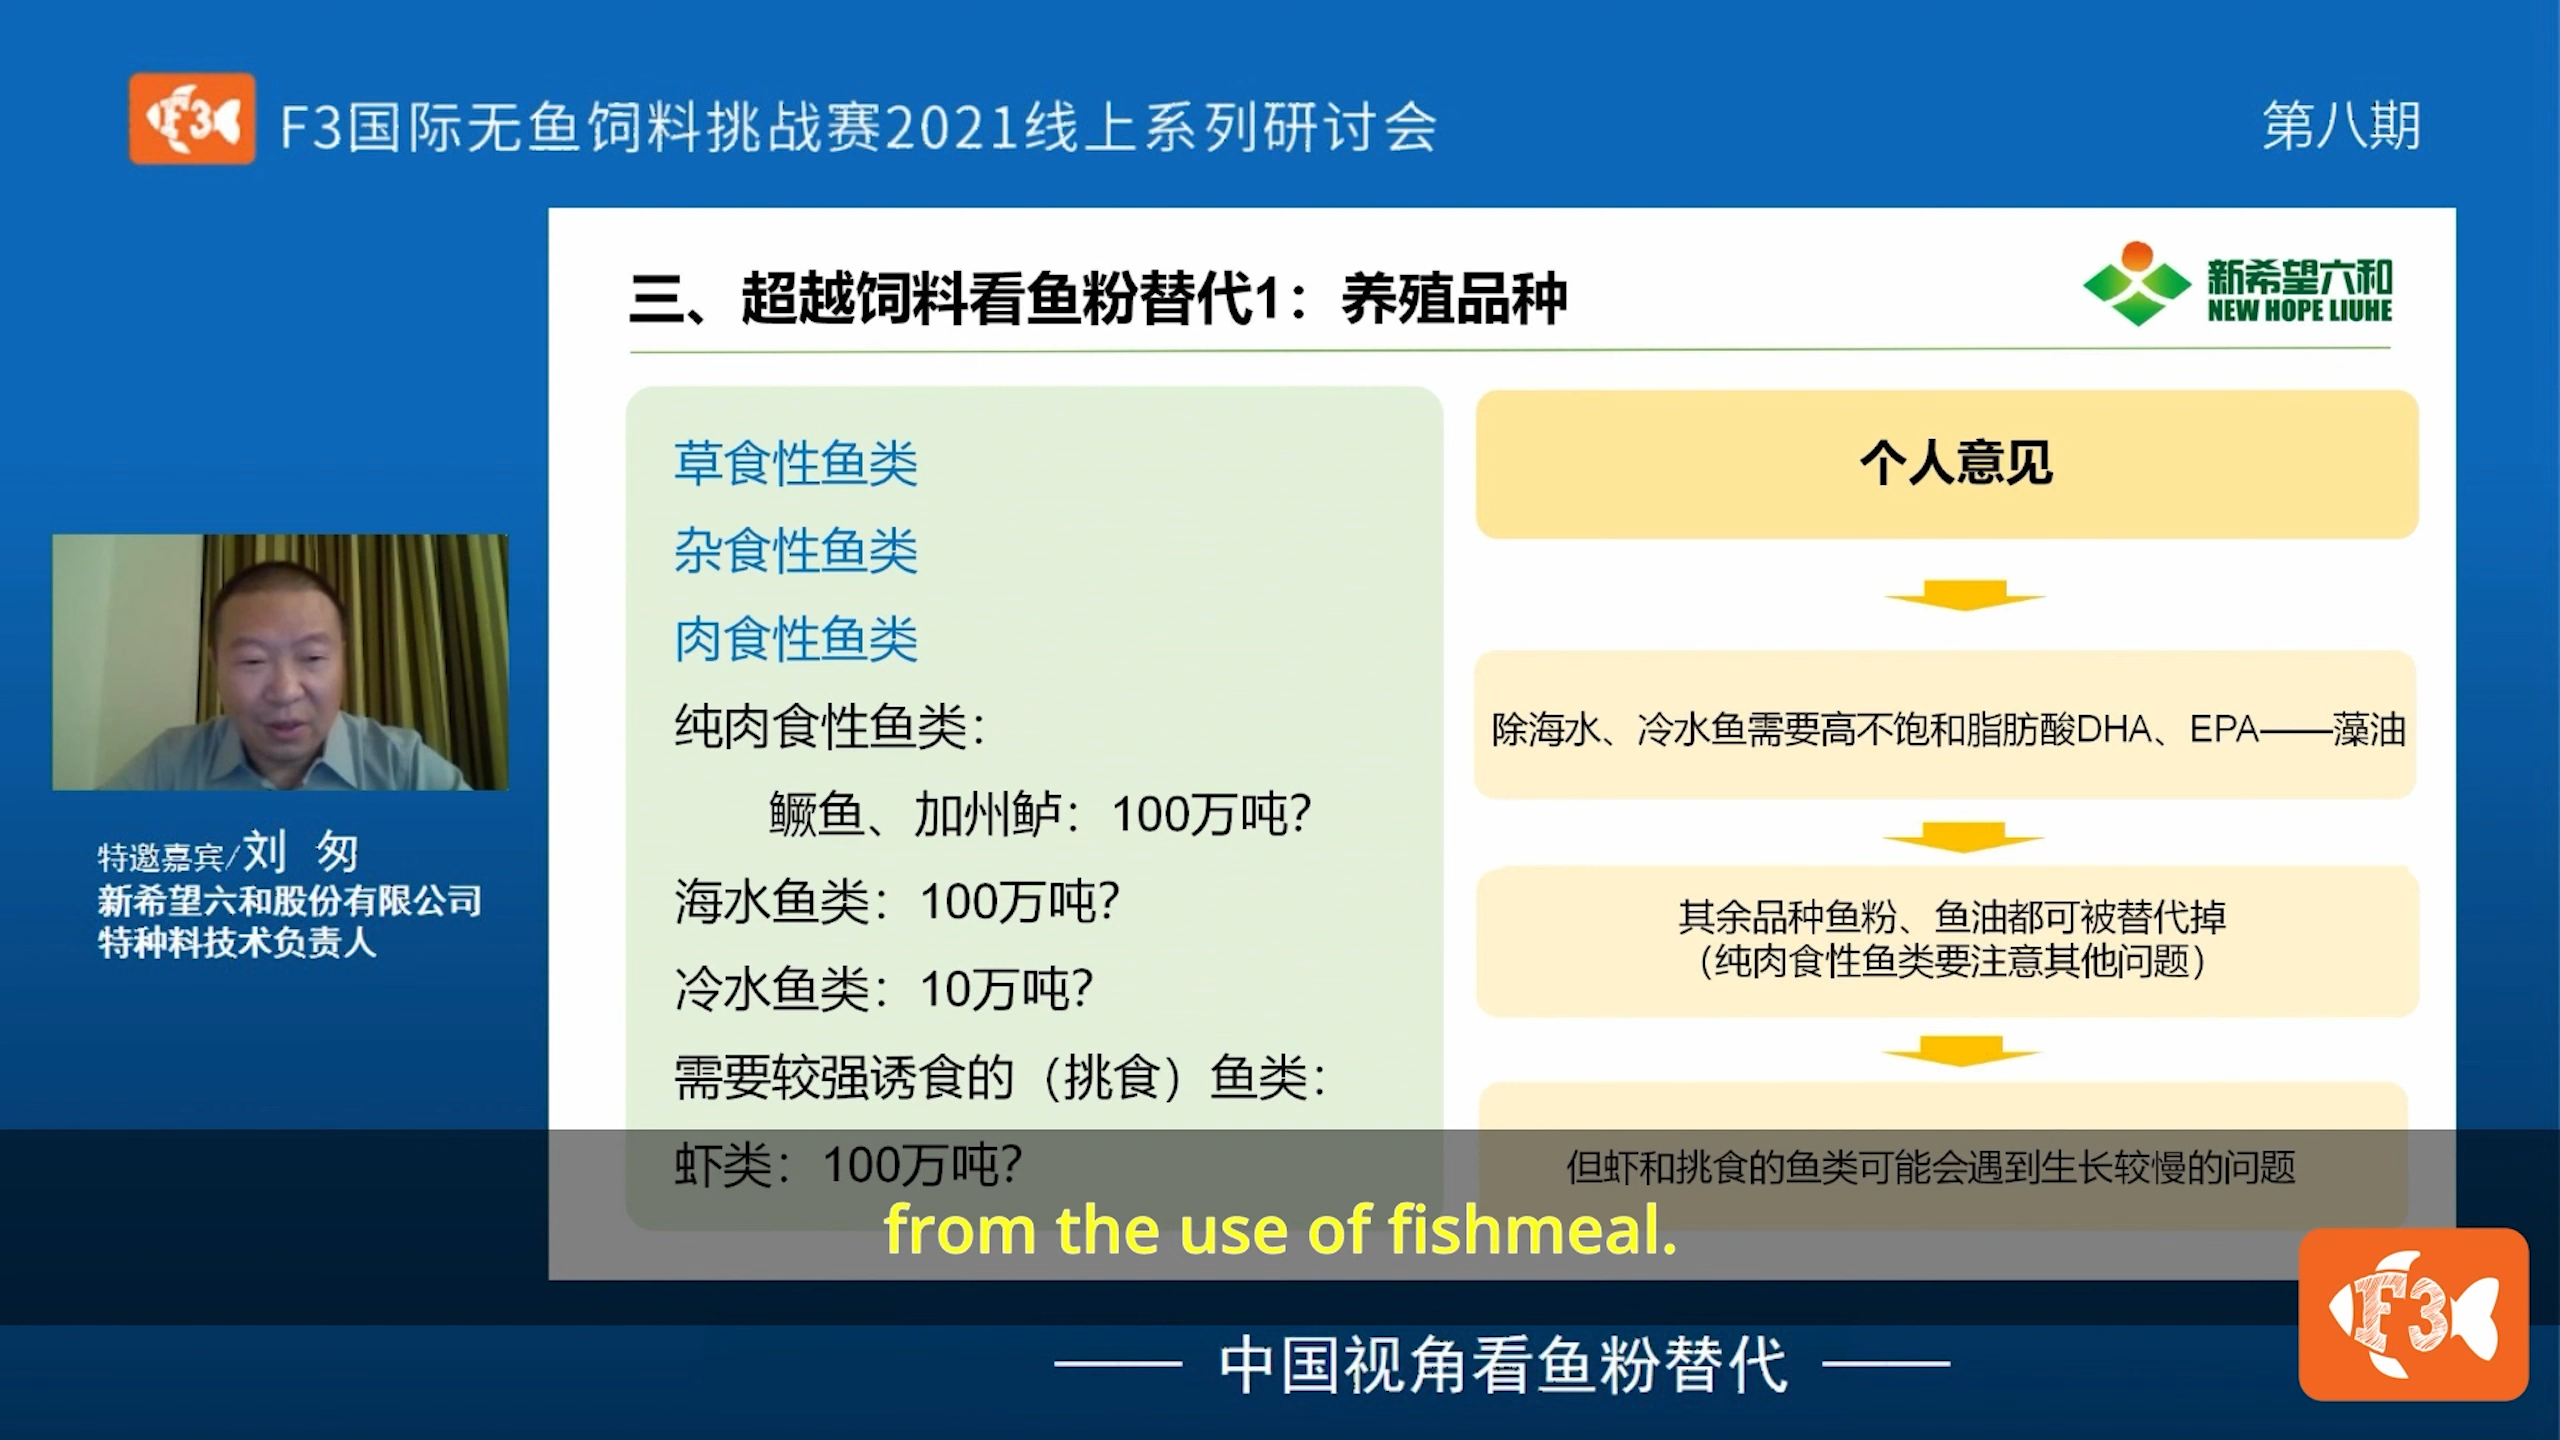 F3
F3国际无鱼饲料挑战赛2021线上系列研讨会
第八期
三、超越饲料看鱼粉替代1：养殖品种
新希望六和
NEW HOPE LIUHE
草食性鱼类
杂食性鱼类
肉食性鱼类
纯肉食性鱼类：
鳜鱼、加州鲈：100万吨？
海水鱼类：100万吨？
冷水鱼类：10万吨？
需要较强诱食的（挑食）鱼类：
虾类：100万吨？
个人意见
除海水、冷水鱼需要高不饱和脂肪酸DHA、EPA——藻油
其余品种鱼粉、鱼油都可被替代掉
（纯肉食性鱼类要注意其他问题）
但虾和挑食的鱼类可能会遇到生长较慢的问题
特邀嘉宾/刘 匆
新希望六和股份有限公司
特种料技术负责人
from the use of fishmeal.
中国视角看鱼粉替代
F3